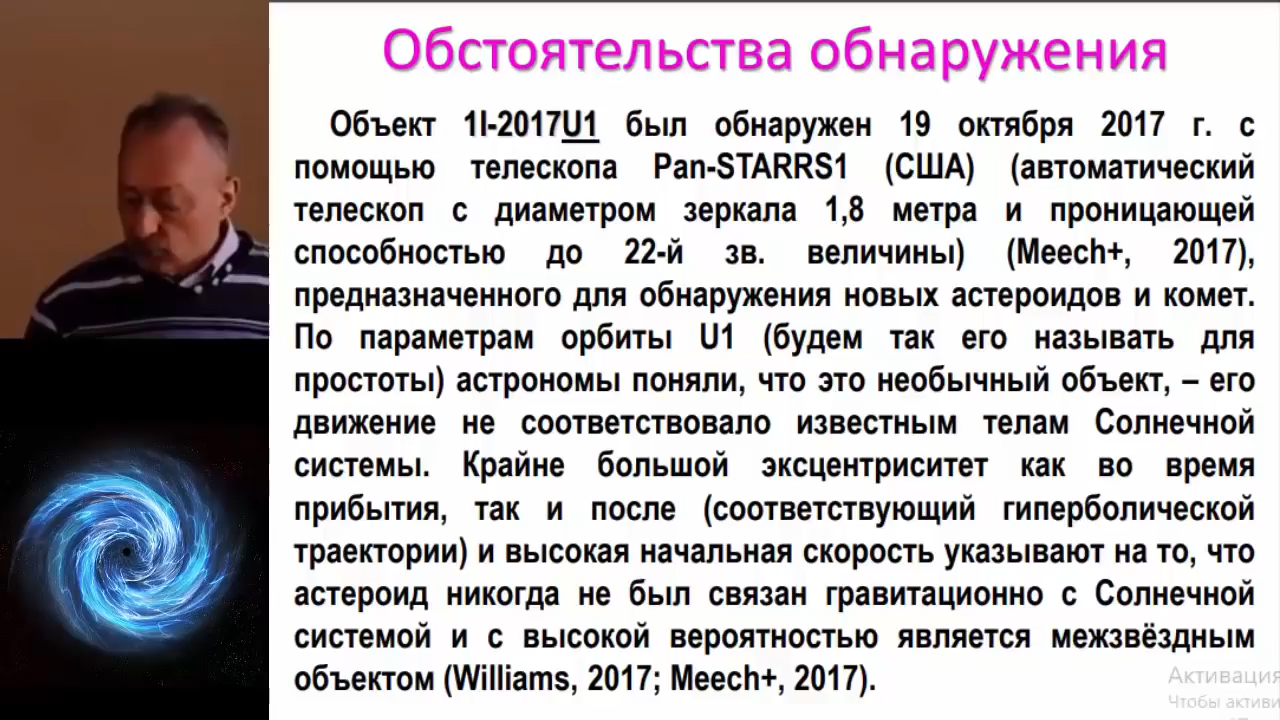 Обстоятельства обнаружения
Объект 1I-2017U1 был обнаружен 19 октября 2017 г. с
помощью телескопа Pan-STARRS1 (США) (автоматический
телескоп с диаметром зеркала 1,8 метра и проницающей
способностью до 22-й зв. величины) (Meech+, 2017),
предназначенного для обнаружения новых астероидов и комет.
По параметрам орбиты U1 (будем так его называть для
простоты) астрономы поняли, что это необычный объект, – его
движение не соответствовало известным телам Солнечной
системы. Крайне большой эксцентриситет как во время
прибытия, так и после (соответствующий гиперболической
траектории) и высокая начальная скорость указывают на то, что
астероид никогда не был связан гравитационно с Солнечной
системой и с высокой вероятностью является межзвёздным
объектом (Williams, 2017; Meech+, 2017).
Активация
Чтобы активи